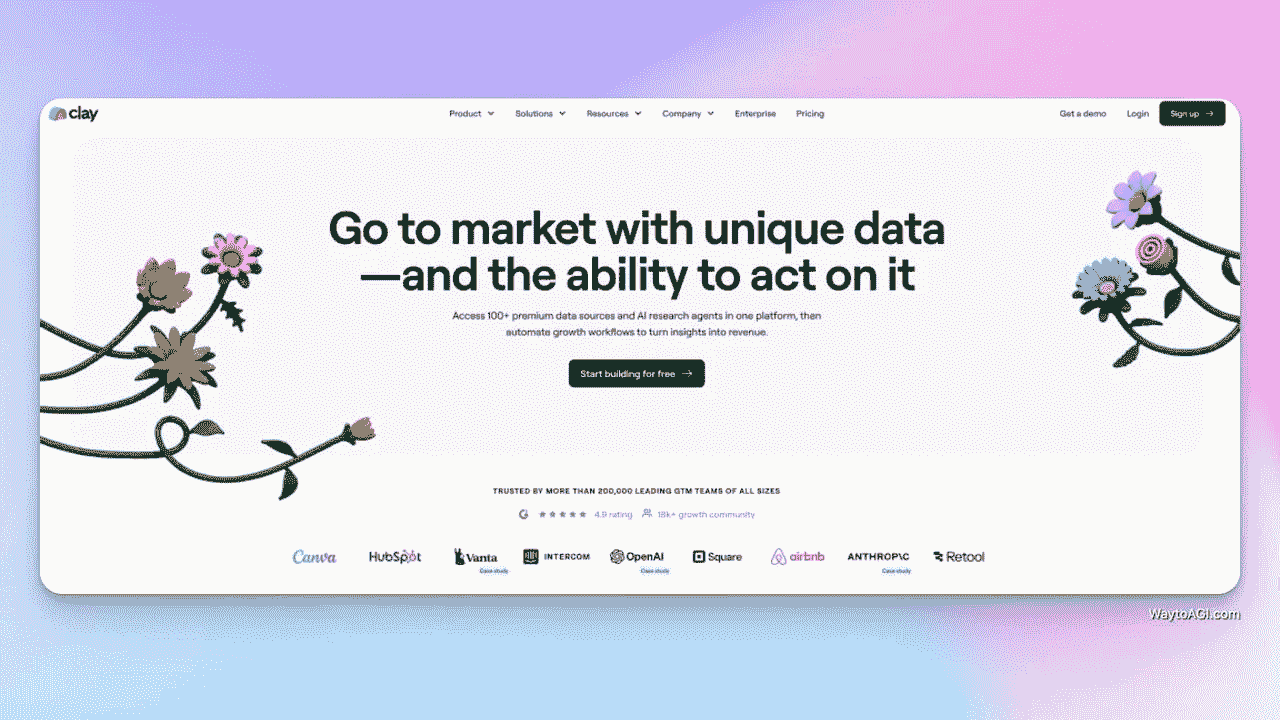 clay
Product Solutions Resources Company Enterprise Pricing
Get a demo Login Sign up →
Go to market with unique data
—and the ability to act on it
Access 100+ premium data sources and AI research agents in one platform, then
automate growth workflows to turn insights into revenue.
Start building for free →
TRUSTED BY MORE THAN 200,000 LEADING GTM TEAMS OF ALL SIZES
4.9 rating 18k+ growth community
Canva HubSpot Vanta INTERCOM OpenAI Square airbnb ANTHROP\C Retool
Case study Case study Case study
WaytoAGI.com